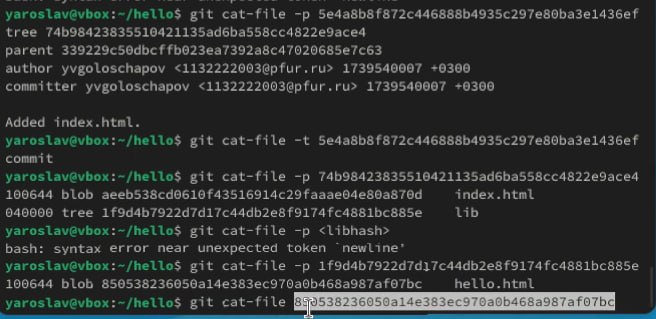 yaroslav@vbox:~/hello$ git cat-file -p 5e4a8b8f872c446888b4935c297e80ba3e1436ef
tree 74b98423835510421135ad6ba558cc4822e9ace4
parent 339229c50dbcffb023ea7392a8c47020685e7c63
author yvgoloschapov <1132222003@pfur.ru> 1739540007 +0300
committer yvgoloschapov <1132222003@pfur.ru> 1739540007 +0300
Added index.html.
yaroslav@vbox:~/hello$ git cat-file -t 5e4a8b8f872c446888b4935c297e80ba3e1436ef
commit
yaroslav@vbox:~/hello$ git cat-file -p 74b98423835510421135ad6ba558cc4822e9ace4
100644 blob aeeb538cd0610f43516914c29faaae04e80a870d    index.html
040000 tree 1f9d4b7922d7d17c44db2e8f9174fc4881bc885e    lib
yaroslav@vbox:~/hello$ git cat-file -p <libhash>
bash: syntax error near unexpected token `newline'
yaroslav@vbox:~/hello$ git cat-file -p 1f9d4b7922d7d17c44db2e8f9174fc4881bc885e
100644 blob 850538236050a14e383ec970a0b468a987af07bc    hello.html
yaroslav@vbox:~/hello$ git cat-file 850538236050a14e383ec970a0b468a987af07bc